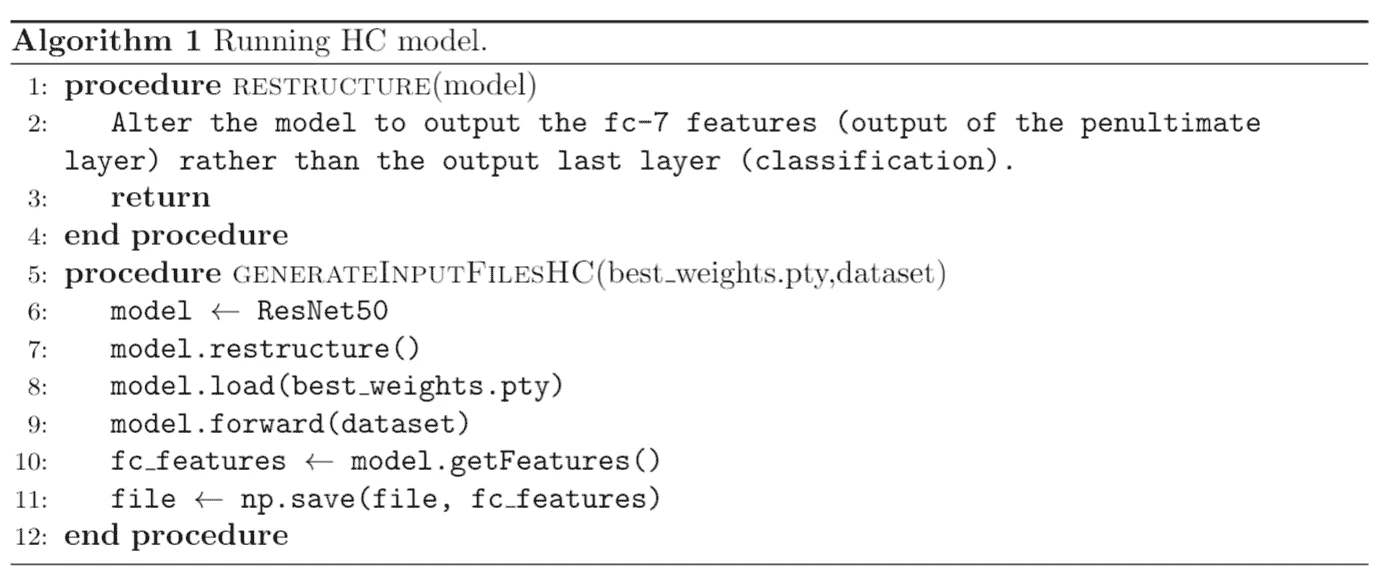 Algorithm 1 Running HC model.
1: procedure RESTRUCTURE(model)
2: Alter the model to output the fc-7 features (output of the penultimate
layer) rather than the output last layer (classification).
3: return
4: end procedure
5: procedure GENERATEINPUTFILESHC(best_weights.pty,dataset)
6: model ← ResNet50
7: model.restructure()
8: model.load(best_weights.pty)
9: model.forward(dataset)
10: fc_features ← model.getFeatures()
11: file ← np.save(file, fc_features)
12: end procedure